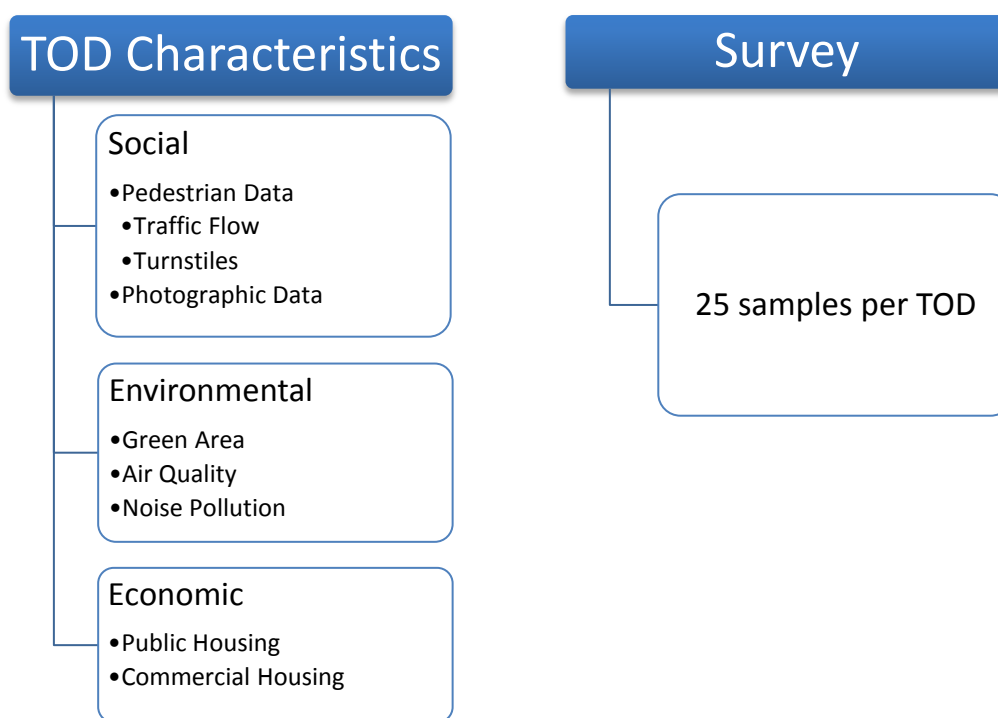 TOD Characteristics
Social
•Pedestrian Data
•Traffic Flow
•Turnstiles
•Photographic Data
Environmental
•Green Area
•Air Quality
•Noise Pollution
Economic
•Public Housing
•Commercial Housing
Survey
25 samples per TOD